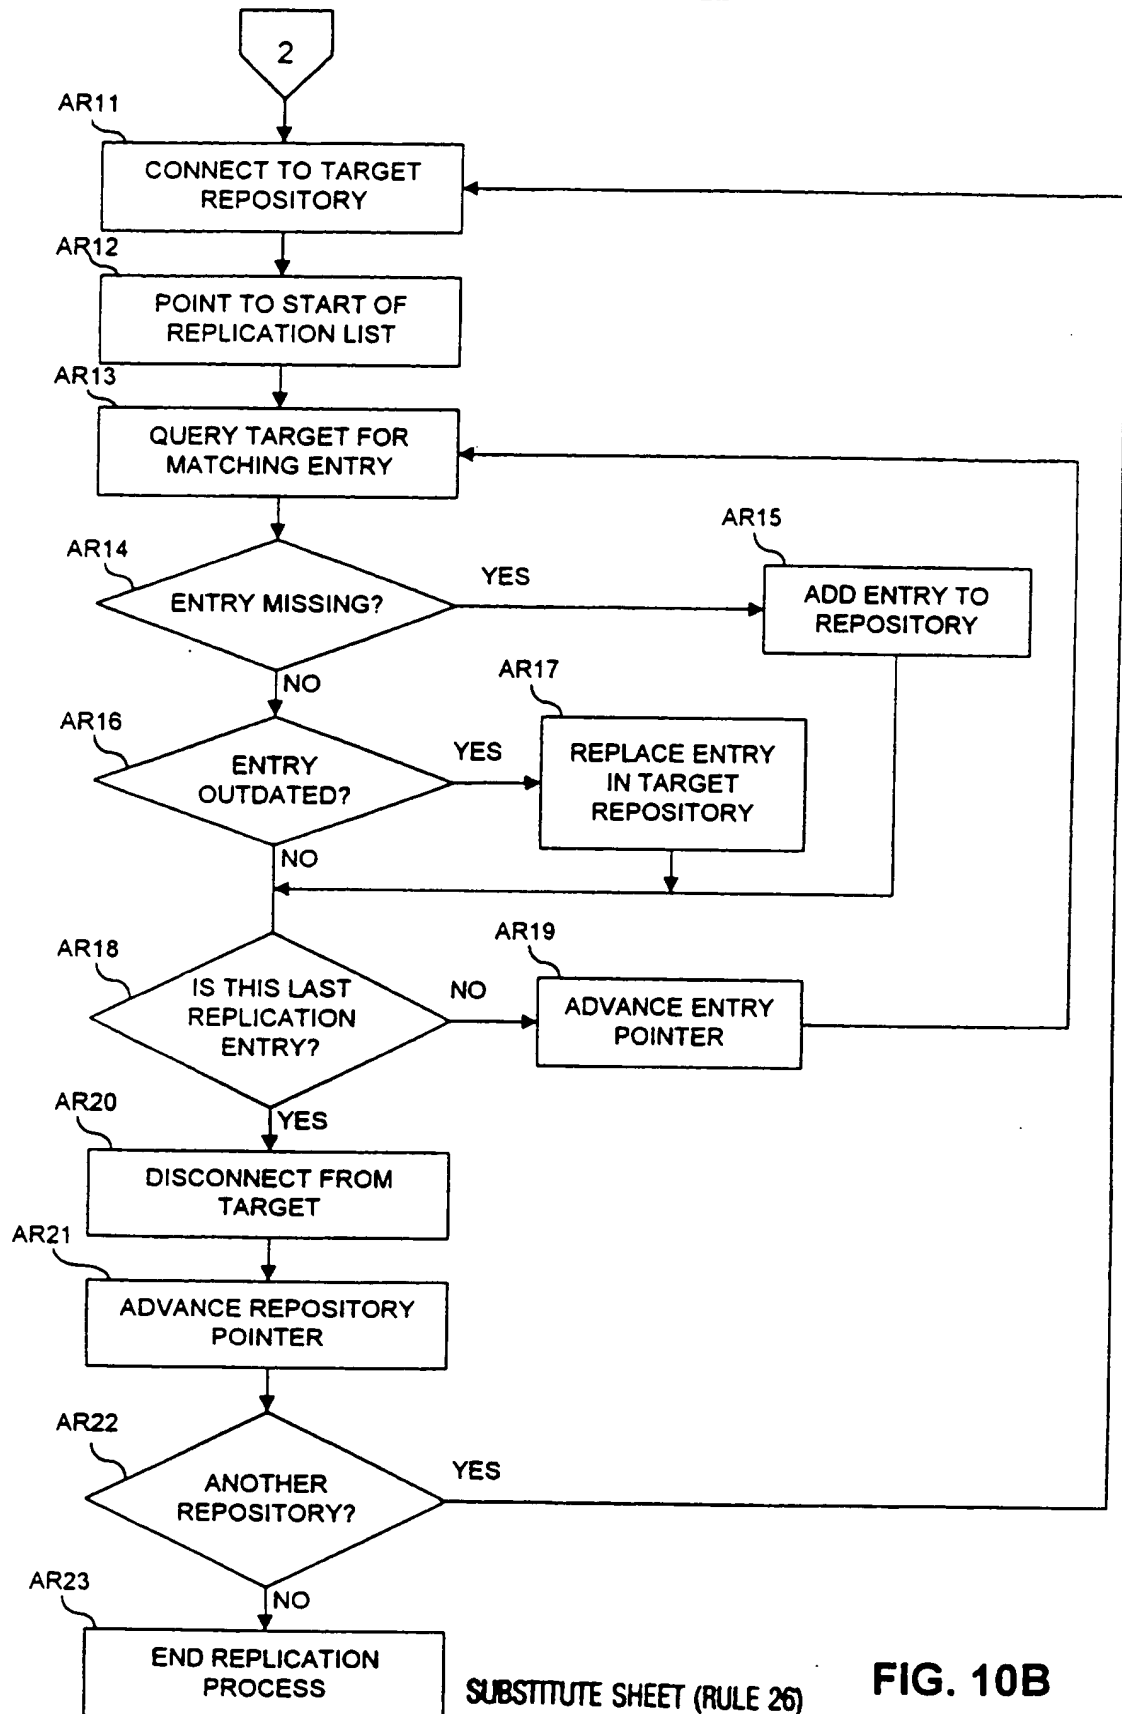 2
AR11
CONNECT TO TARGET
REPOSITORY
AR12
POINT TO START OF
REPLICATION LIST
AR13
QUERY TARGET FOR
MATCHING ENTRY
AR14
ENTRY MISSING?
YES
AR15
ADD ENTRY TO
REPOSITORY
NO
AR16
ENTRY
OUTDATED?
YES
AR17
REPLACE ENTRY
IN TARGET
REPOSITORY
NO
AR18
IS THIS LAST
REPLICATION
ENTRY?
NO
AR19
ADVANCE ENTRY
POINTER
YES
AR20
DISCONNECT FROM
TARGET
AR21
ADVANCE REPOSITORY
POINTER
AR22
ANOTHER
REPOSITORY?
YES
NO
AR23
END REPLICATION
PROCESS
SUBSTITUTE SHEET (RULE 26)
FIG. 10B